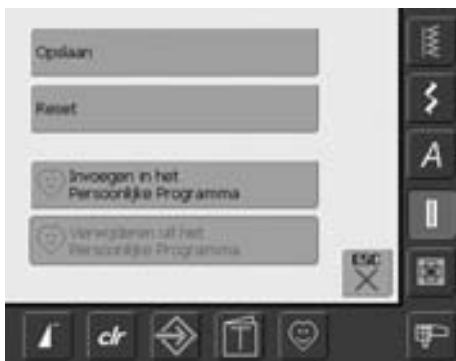 Opslaan
Reset
Invoegen in het
Persoonlijke Programma
Verwijderen uit het
Persoonlijke Programma
ESC
A
clr